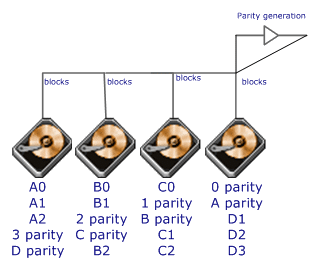 Parity generation
blocks blocks blocks blocks
A0 B0 C0 0 parity
A1 B1 1 parity A parity
A2 2 parity B parity D1
3 parity C parity C1 D2
D parity B2 C2 D3